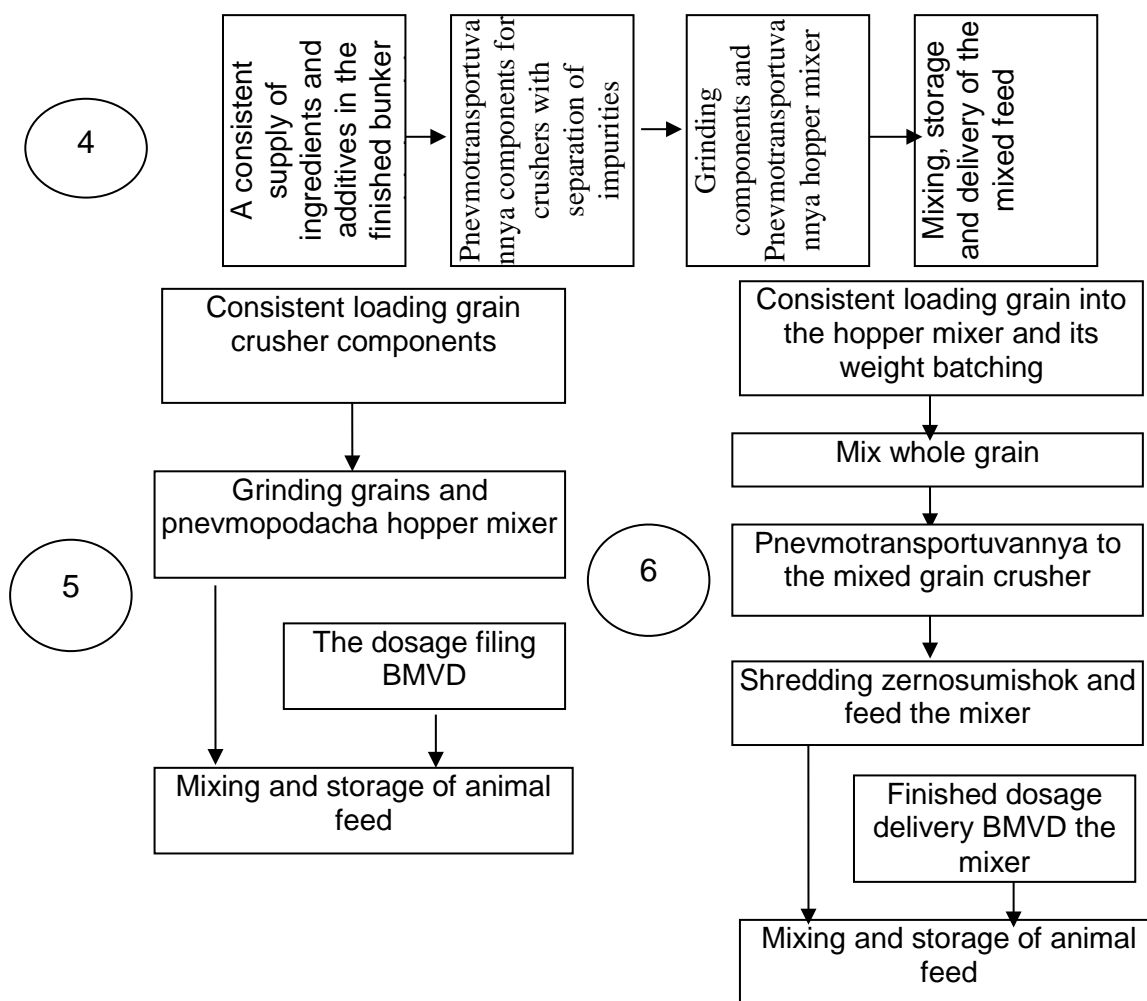 4
A consistent
supply of
ingredients and
additives in the
finished bunker
Pnevmotransportuva
nnya components for
crushers with
separation of
impurities
Grinding
components and
Pnevmotransportuva
nnya hopper mixer
Mixing, storage
and delivery of the
mixed feed
5
Consistent loading grain
crusher components
Grinding grains and
pnevmopodacha hopper mixer
The dosage filing
BMVD
Mixing and storage of animal
feed
6
Consistent loading grain into
the hopper mixer and its
weight batching
Mix whole grain
Pnevmotransportuvannya to
the mixed grain crusher
Shredding zernosumishok and
feed the mixer
Finished dosage
delivery BMVD the
mixer
Mixing and storage of animal
feed